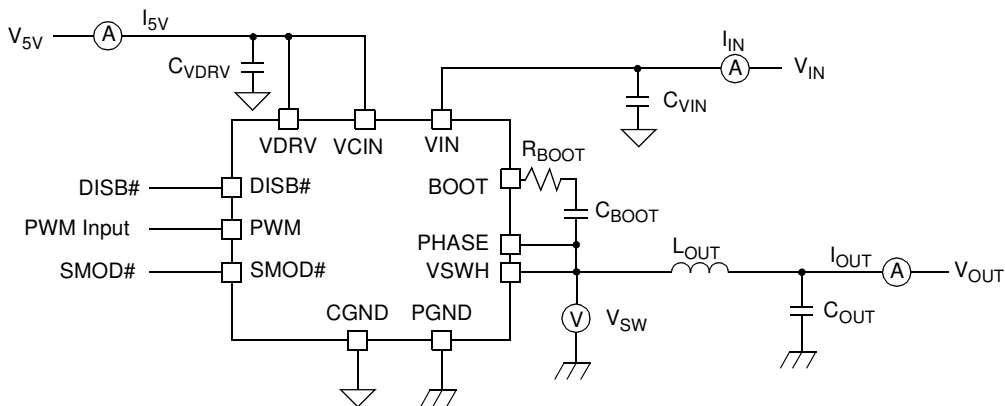 V5V
A
I5V
IIN
A
VIN
CVDRV
CVIN
VDRV
VCIN
VIN
RBOOT
DISB#
DISB#
BOOT
CBOOT
PWM Input
PWM
PHASE
LOUT
IOUT
SMOD#
SMOD#
VSWH
A
VOUT
CGND
PGND
V
VSW
COUT